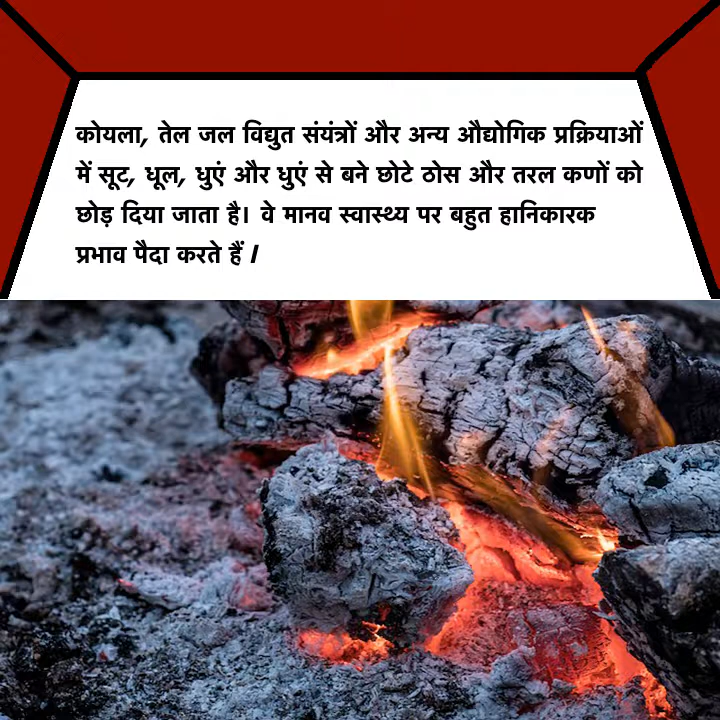 कोयला, तेल जल विद्युत संयंत्रों और अन्य औद्योगिक प्रक्रियाओं
में सूट, धूल, धुएं और धुएं से बने छोटे ठोस और तरल कणों को
छोड़ दिया जाता है। वे मानव स्वास्थ्य पर बहुत हानिकारक
प्रभाव पैदा करते हैं /